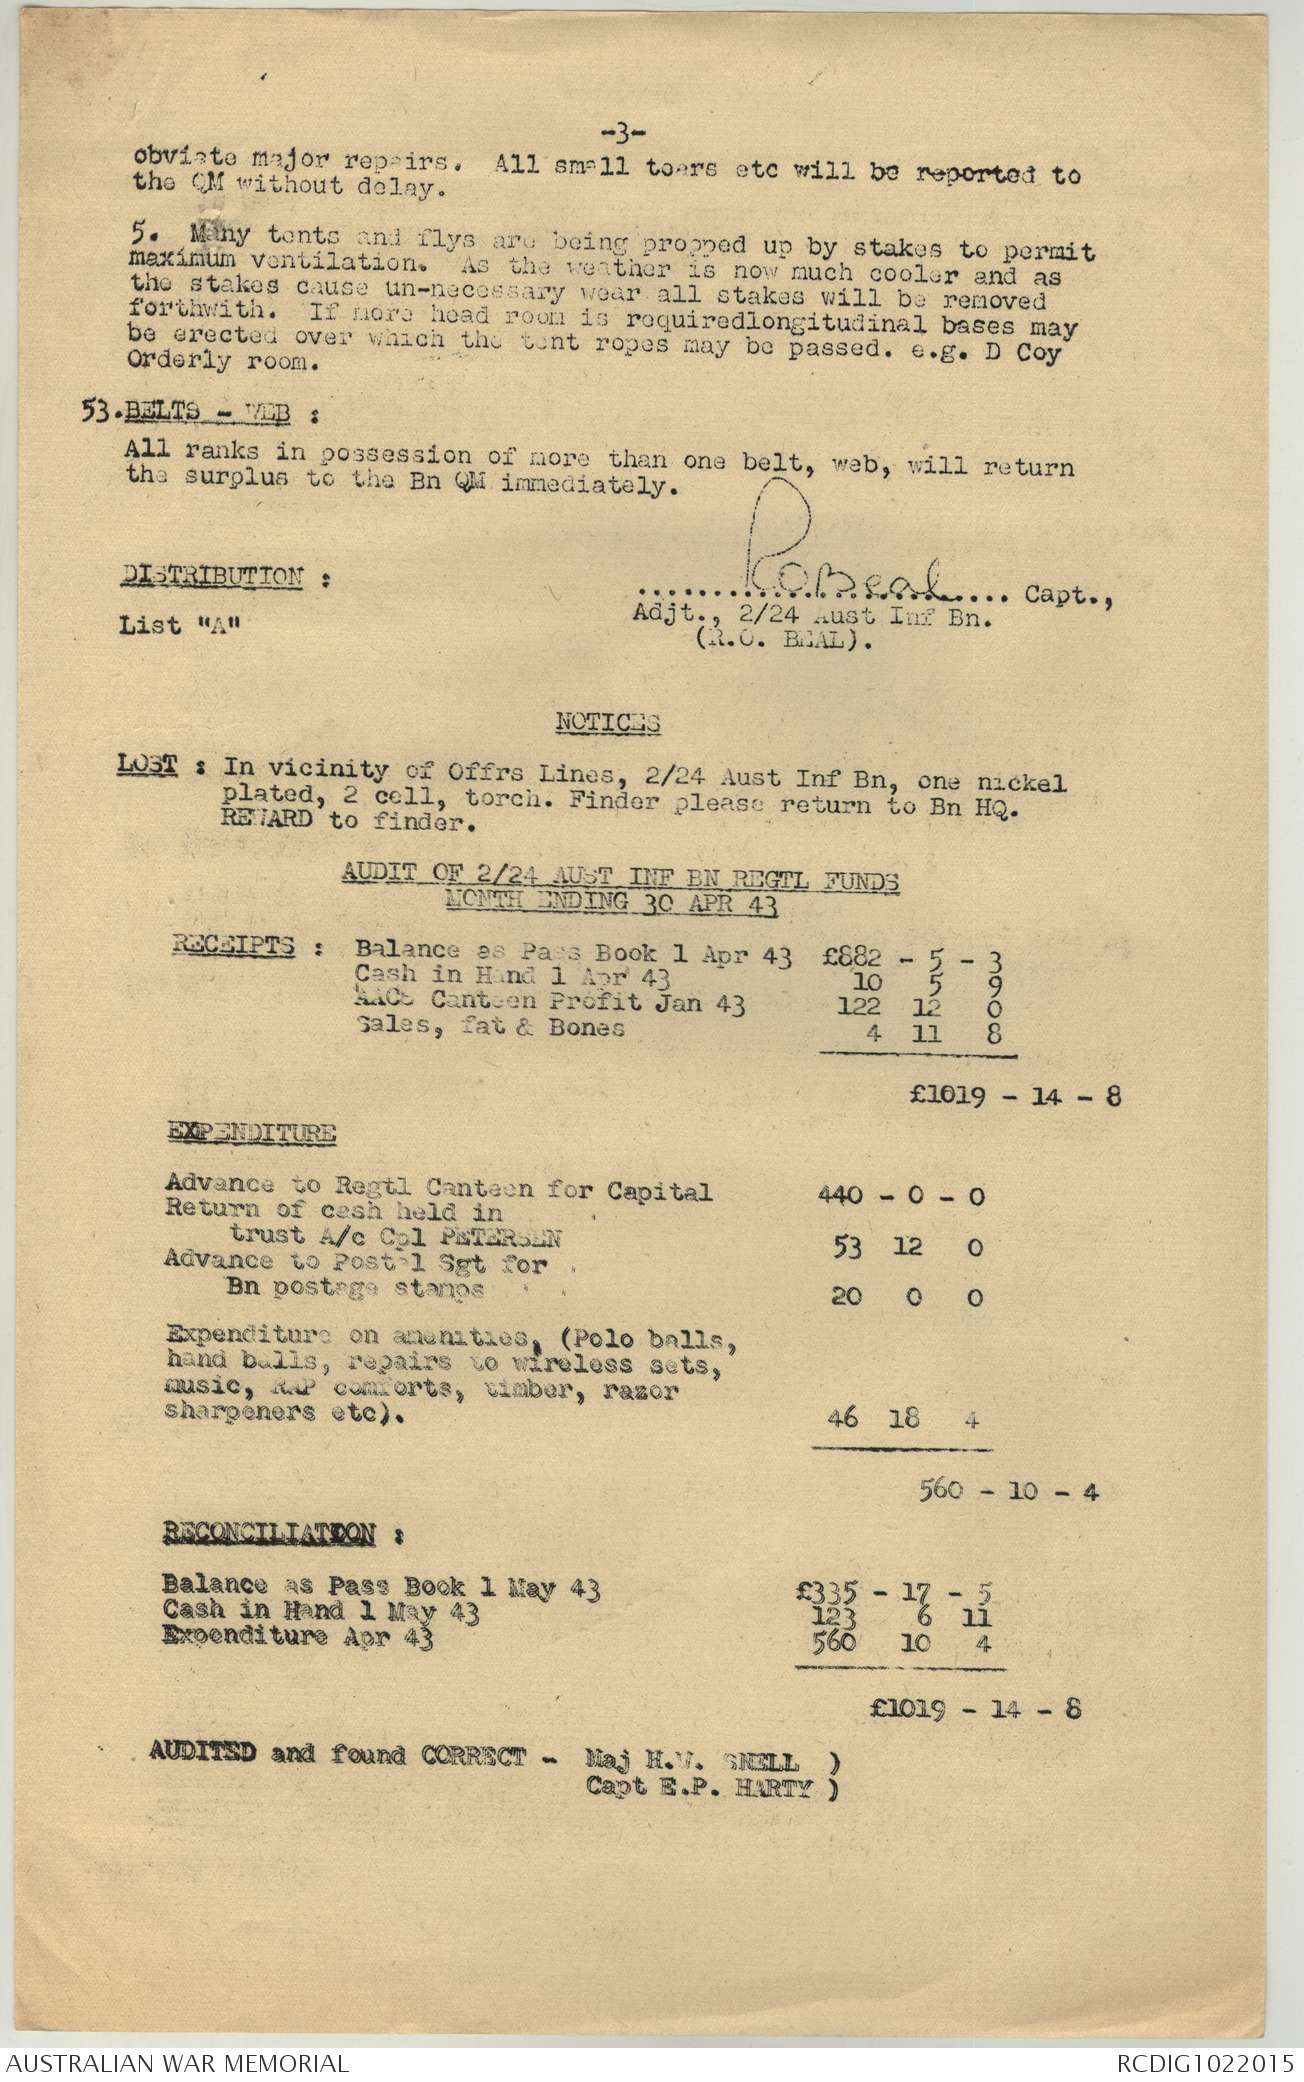 -3-
obviate major repairs. All small tears etc will be reported to
the QM without delay.
5. Many tents and flys are being propped up by stakes to permit
maximum ventilation. As the weather is now much cooler and as
the stakes cause un-necessary wear all stakes will be removed
forthwith. If more head room is requiredlongitudinal bases may
be erected over which the tent ropes may be passed. e.g. D Coy
Orderly room.
53. BELTS - WEB :
All ranks in possession of more than one belt, web, will return
the surplus to the Bn QM immediately.
DISTRIBUTION :
List "A"
R O Beal
.......................... Capt.,
Adjt., 2/24 Aust Inf Bn.
(R.O. BEAL).
NOTICES
LOST : In vicinity of Offrs Lines, 2/24 Aust Inf Bn, one nickel
plated, 2 cell, torch. Finder please return to Bn HQ.
REWARD to finder.
AUDIT OF 2/24 AUST INF BN REGTL FUNDS
MONTH ENDING 30 APR 43
RECEIPTS : Balance as Pass Book 1 Apr 43 £882 - 5 - 3
Cash in Hand 1 Apr 43 10 5 9
AACS Canteen Profit Jan 43 122 12 0
Sales, fat & Bones 4 11 8
£1019 - 14 - 8
EXPENDITURE
Advance to Regtl Canteen for Capital 440 - 0 - 0
Return of cash held in
trust A/c Cpl PETERSEN 53 12 0
Advance to Postal Sgt for
Bn postage stamps 20 0 0
Expenditure on amenities, (Polo balls,
hand balls, repairs to wireless sets,
music, RAP comforts, timber, razor
sharpeners etc). 46 18 4
560 - 10 - 4
RECONCILIATION :
Balance as Pass Book 1 May 43 £335 - 17 - 5
Cash in Hand 1 May 43 123 6 11
Expenditure Apr 43 560 10 4
£1019 - 14 - 8
AUDITED and found CORRECT - Maj H.V. SNELL )
Capt E.P. HARTY )
AUSTRALIAN WAR MEMORIAL
RCDIG1022015